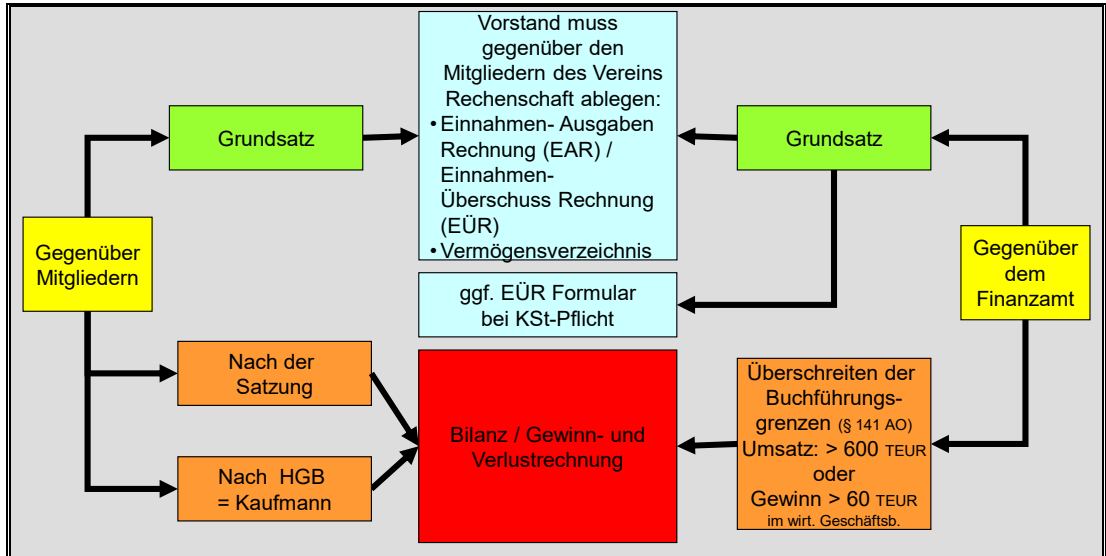 Vorstand muss
gegenüber den
Mitgliedern des Vereins
Rechenschaft ablegen:
• Einnahmen- Ausgaben
Rechnung (EAR) /
Einnahmen-
Überschuss Rechnung
(EÜR)
• Vermögensverzeichnis
Grundsatz
Grundsatz
Gegenüber
Mitgliedern
Gegenüber
dem
Finanzamt
ggf. EÜR Formular
bei KSt-Pflicht
Nach der
Satzung
Nach HGB
= Kaufmann
Bilanz / Gewinn- und
Verlustrechnung
Überschreiten der
Buchführungs-
grenzen (§ 141 AO)
Umsatz: > 600 TEUR
oder
Gewinn > 60 TEUR
im wirt. Geschäftsb.